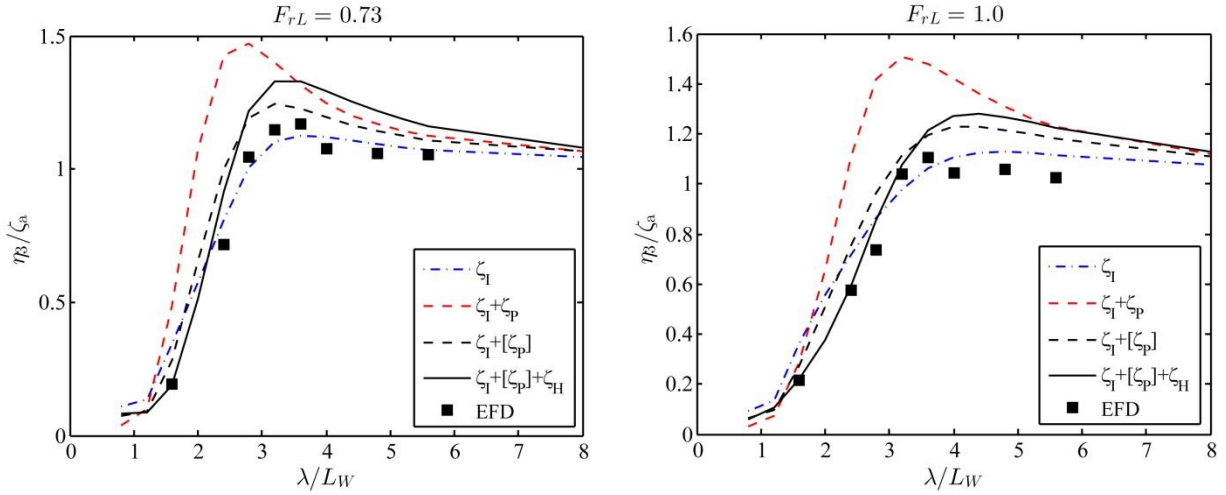 F_{rL} = 0.73
1.5
1
0.5
0
0 1 2 3 4 5 6 7 8
η₃/ζ_a
λ/L_W
ζ_I
ζ_I+ζ_P
ζ_I+[ζ_P]
ζ_I+[ζ_P]+ζ_H
EFD
F_{rL} = 1.0
1.6
1.4
1.2
1
0.8
0.6
0.4
0.2
0
0 1 2 3 4 5 6 7 8
η₃/ζ_a
λ/L_W
ζ_I
ζ_I+ζ_P
ζ_I+[ζ_P]
ζ_I+[ζ_P]+ζ_H
EFD